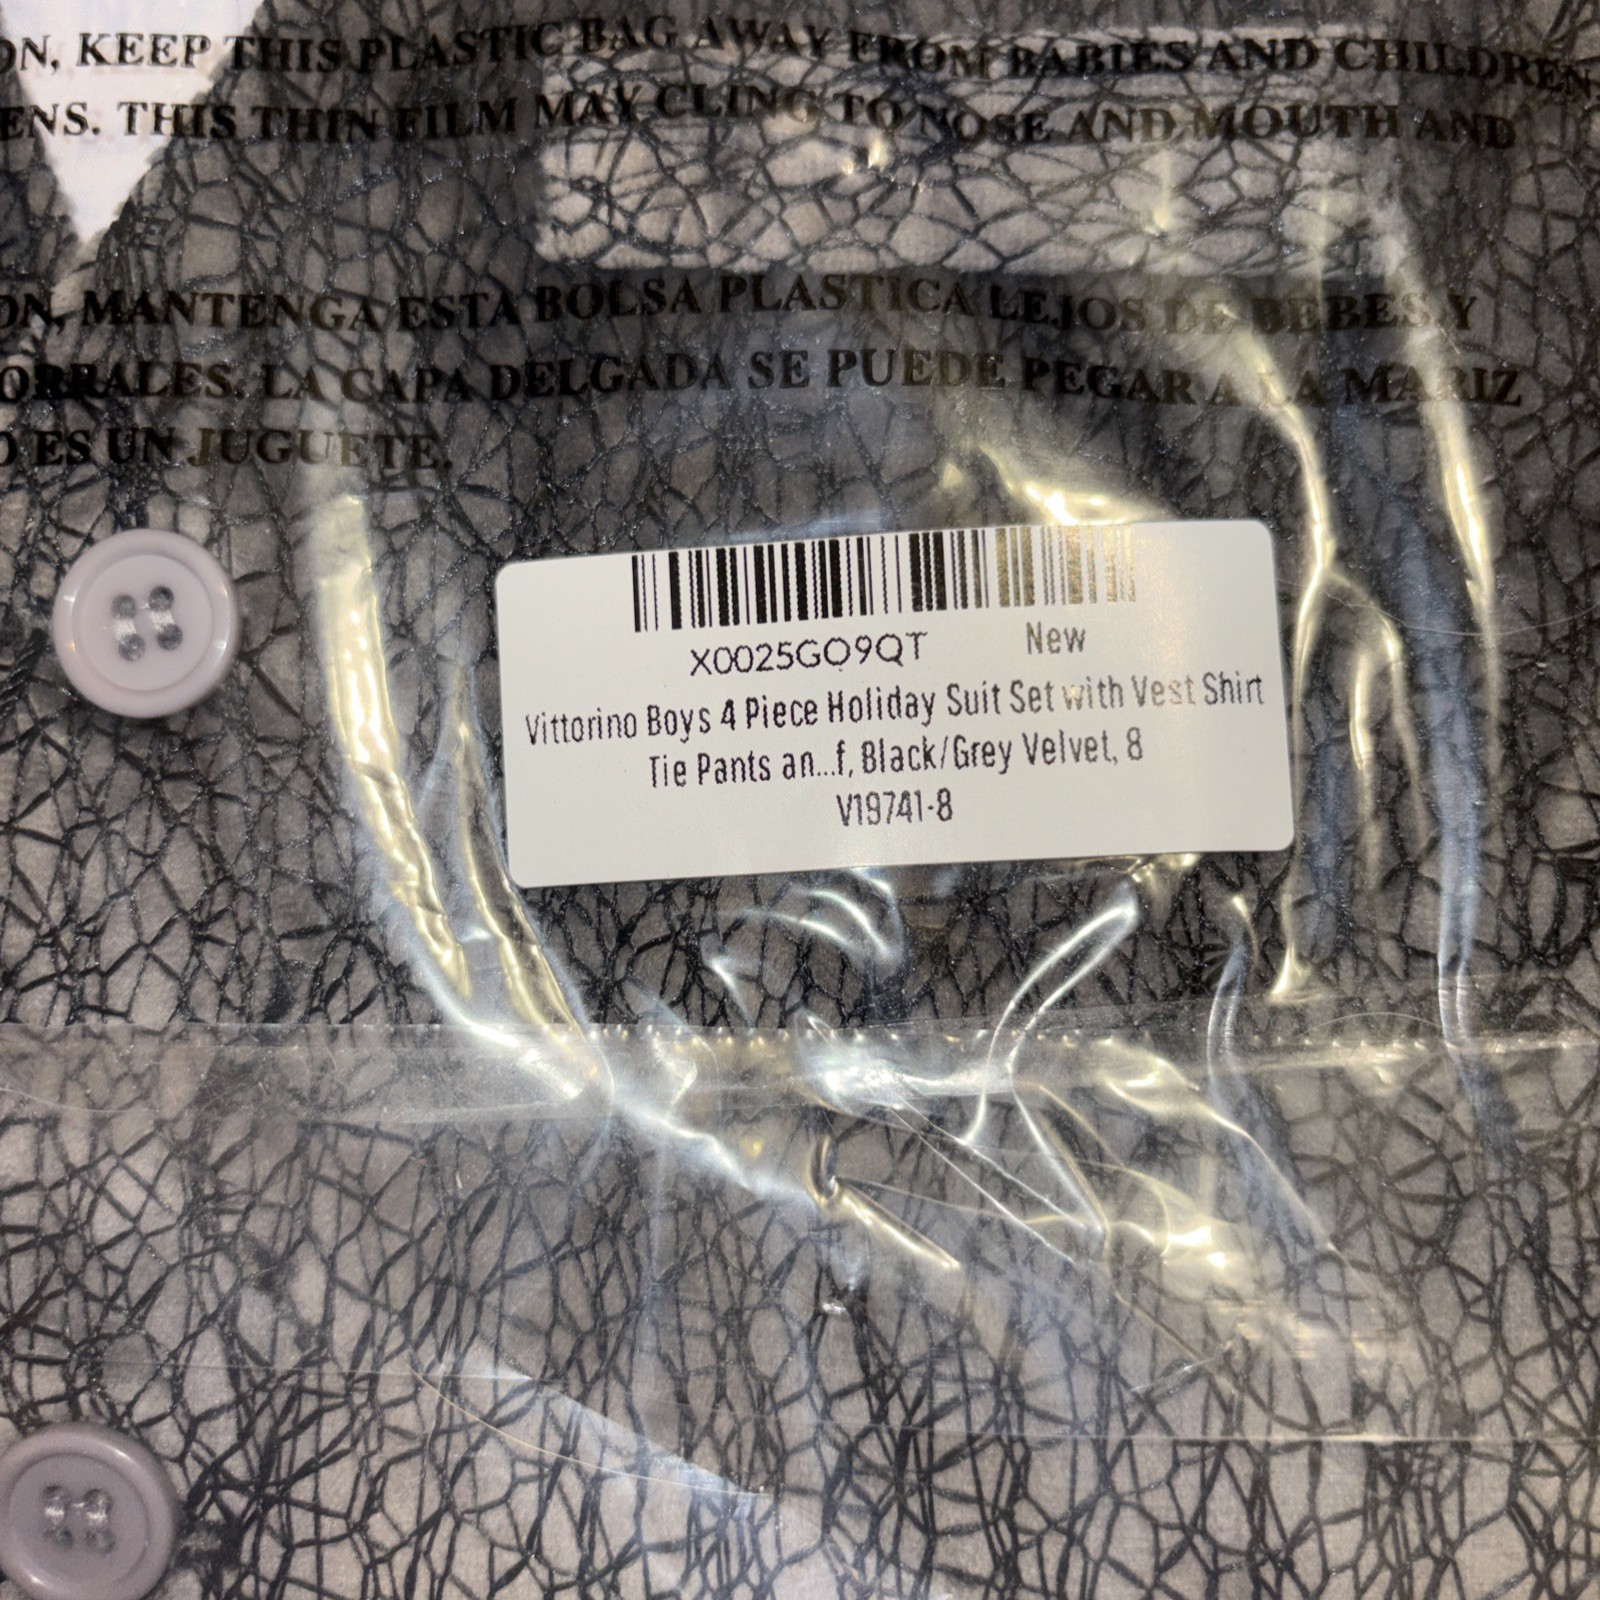 ON, KEEP THIS PLASTIC BAG AWAY FROM BABIES AND CHILDREN,
ENS. THIS THIN FILM MAY CLING TO NOSE AND MOUTH AND
ON, MANTENGA ESTA BOLSA PLASTICA LEJOS DE BEBES Y
ORRALES. LA CAPA DELGADA SE PUEDE PEGAR A LA MARIZ
O ES UN JUGUETE.
X0025GO9QT New
Vittorino Boys 4 Piece Holiday Suit Set with Vest Shirt
Tie Pants an...f, Black/Grey Velvet, 8
V19741-8